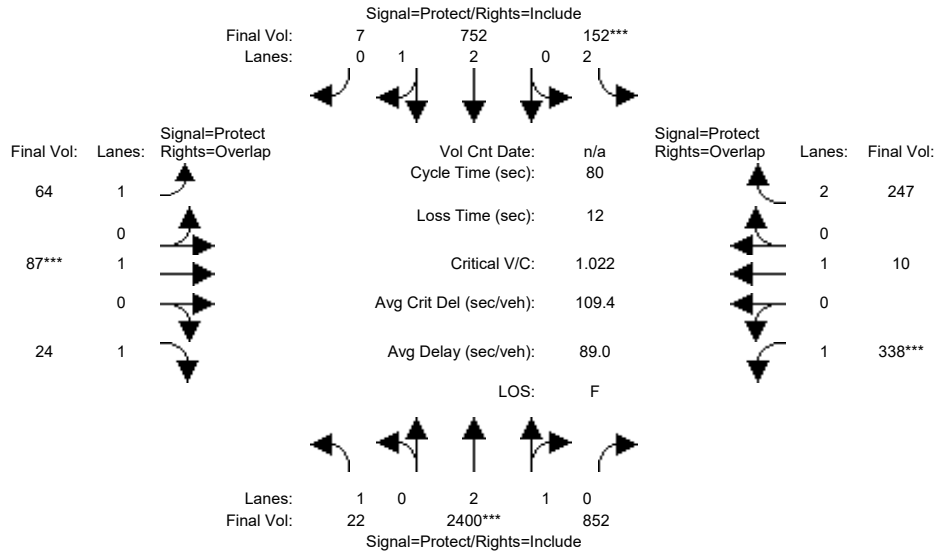 Signal=Protect/Rights=Include
Final Vol: 7 752 152***
Lanes: 0 1 2 0 2
Signal=Protect
Final Vol: Lanes: Rights=Overlap
Vol Cnt Date: n/a
Signal=Protect
Rights=Overlap Lanes: Final Vol:
Cycle Time (sec): 80
64 1
2 247
Loss Time (sec): 12
0
0
87*** 1
Critical V/C: 1.022
1 10
0
Avg Crit Del (sec/veh): 109.4
0
24 1
Avg Delay (sec/veh): 89.0
1 338***
LOS: F
Lanes: 1 0 2 1 0
Final Vol: 22 2400*** 852
Signal=Protect/Rights=Include